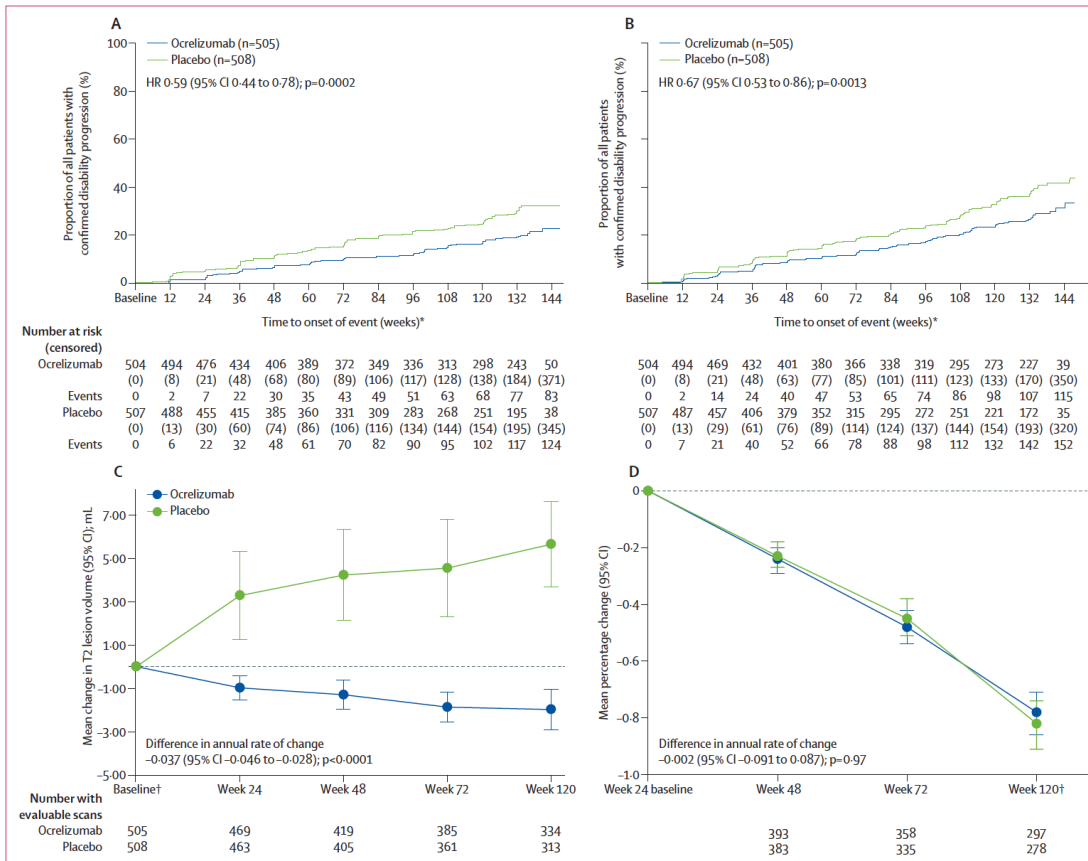 A
Ocrelizumab (n=505)
Placebo (n=508)
HR 0·59 (95% CI 0·44 to 0·78); p=0·0002
Proportion of all patients with
confirmed disability progression (%)
100
80
60
40
20
0
Baseline 12 24 36 48 60 72 84 96 108 120 132 144
Time to onset of event (weeks)*
B
Ocrelizumab (n=505)
Placebo (n=508)
HR 0·67 (95% CI 0·53 to 0·86); p=0·0013
Proportion of all patients
with confirmed disability progression (%)
Baseline 12 24 36 48 60 72 84 96 108 120 132 144
Time to onset of event (weeks)*
Number at risk
(censored)
Ocrelizumab 504 494 476 434 406 389 372 349 336 313 298 243 50
(0) (8) (21) (48) (68) (80) (89) (106) (117) (128) (138) (184) (371)
Events 0 2 7 22 30 35 43 49 51 63 68 77 83
Placebo 507 488 455 415 385 360 331 309 283 268 251 195 38
(0) (13) (30) (60) (74) (86) (106) (116) (134) (144) (154) (195) (345)
Events 0 6 22 32 48 61 70 82 90 95 102 117 124
504 494 469 432 401 380 366 338 319 295 273 227 39
(0) (8) (21) (48) (63) (77) (85) (101) (111) (123) (133) (170) (350)
0 2 14 24 40 47 53 65 74 86 98 107 115
507 487 457 406 379 352 315 295 272 251 221 172 35
(0) (13) (29) (61) (76) (89) (114) (124) (137) (144) (154) (193) (320)
0 7 21 40 52 66 78 88 98 112 132 142 152
C
Ocrelizumab
Placebo
Mean change in T2 lesion volume (95% CI); mL
7·00
5·00
3·00
1·00
–1·00
–3·00
–5·00
Difference in annual rate of change
–0·037 (95% CI –0·046 to –0·028); p<0·0001
Baseline† Week 24 Week 48 Week 72 Week 120
D
Mean percentage change (95% CI)
0
–0·2
–0·4
–0·6
–0·8
–1·0
Difference in annual rate of change
–0·002 (95% CI –0·091 to 0·087); p=0·97
Week 24 baseline Week 48 Week 72 Week 120†
Number with
evaluable scans
Ocrelizumab 505 469 419 385 334
Placebo 508 463 405 361 313
393 358 297
383 335 278